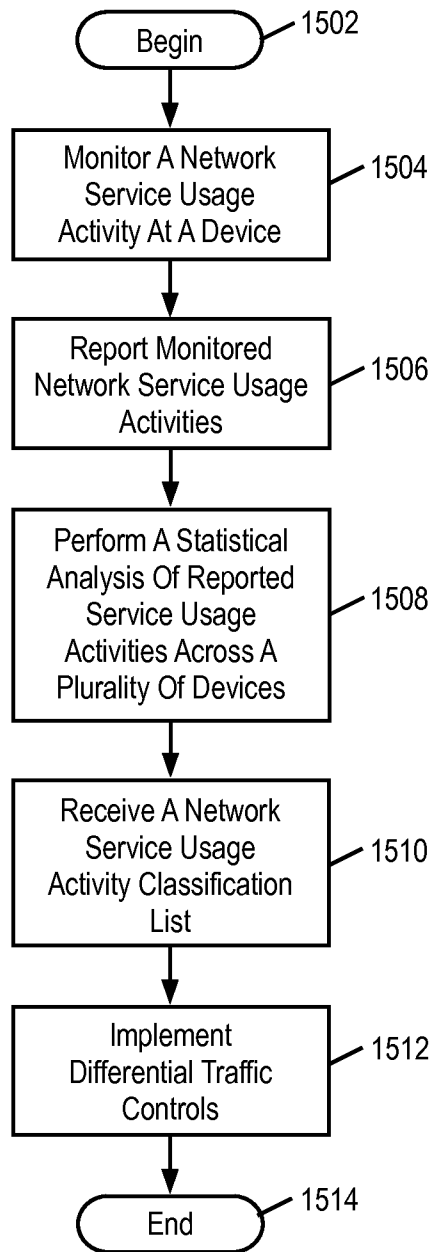 Begin
1502
Monitor A Network
Service Usage
Activity At A Device
1504
Report Monitored
Network Service Usage
Activities
1506
Perform A Statistical
Analysis Of Reported
Service Usage
Activities Across A
Plurality Of Devices
1508
Receive A Network
Service Usage
Activity Classification
List
1510
Implement
Differential Traffic
Controls
1512
End
1514